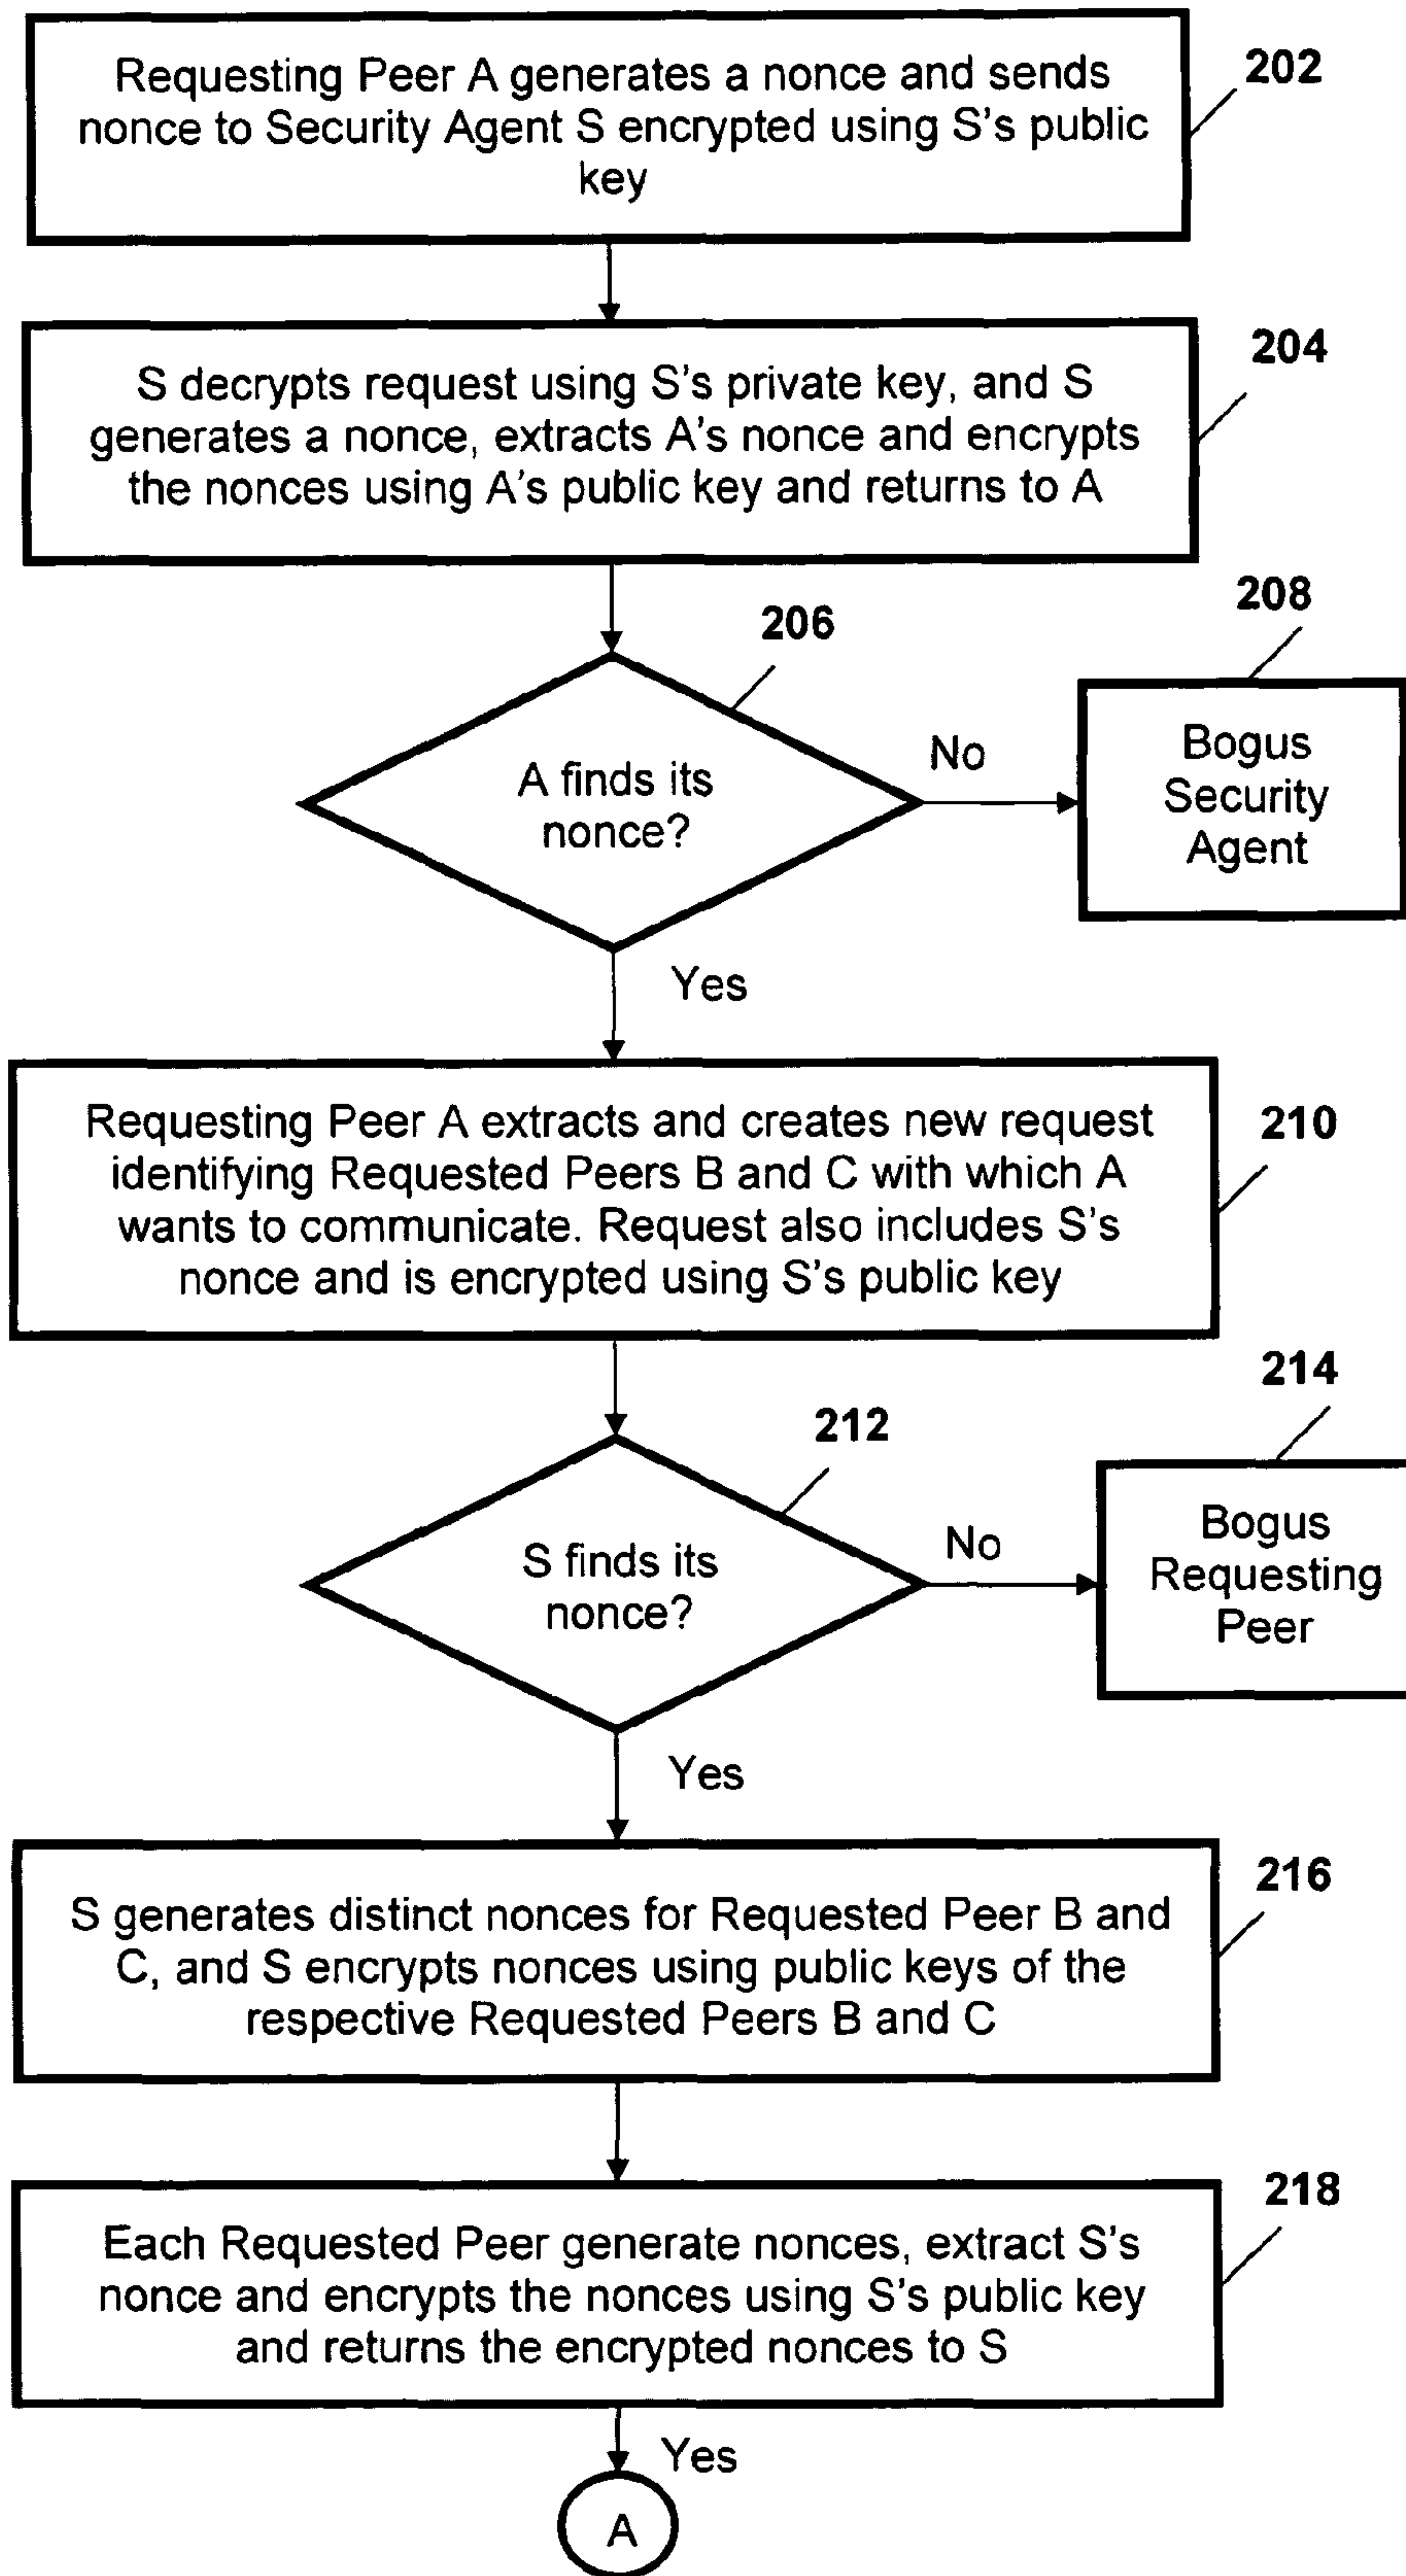 Requesting Peer A generates a nonce and sends
nonce to Security Agent S encrypted using S's public
key
202
S decrypts request using S's private key, and S
generates a nonce, extracts A's nonce and encrypts
the nonces using A's public key and returns to A
204
206
A finds its
nonce?
No
208
Bogus
Security
Agent
Yes
Requesting Peer A extracts and creates new request
identifying Requested Peers B and C with which A
wants to communicate. Request also includes S's
nonce and is encrypted using S's public key
210
212
S finds its
nonce?
No
214
Bogus
Requesting
Peer
Yes
S generates distinct nonces for Requested Peer B and
C, and S encrypts nonces using public keys of the
respective Requested Peers B and C
216
Each Requested Peer generate nonces, extract S's
nonce and encrypts the nonces using S's public key
and returns the encrypted nonces to S
218
Yes
A